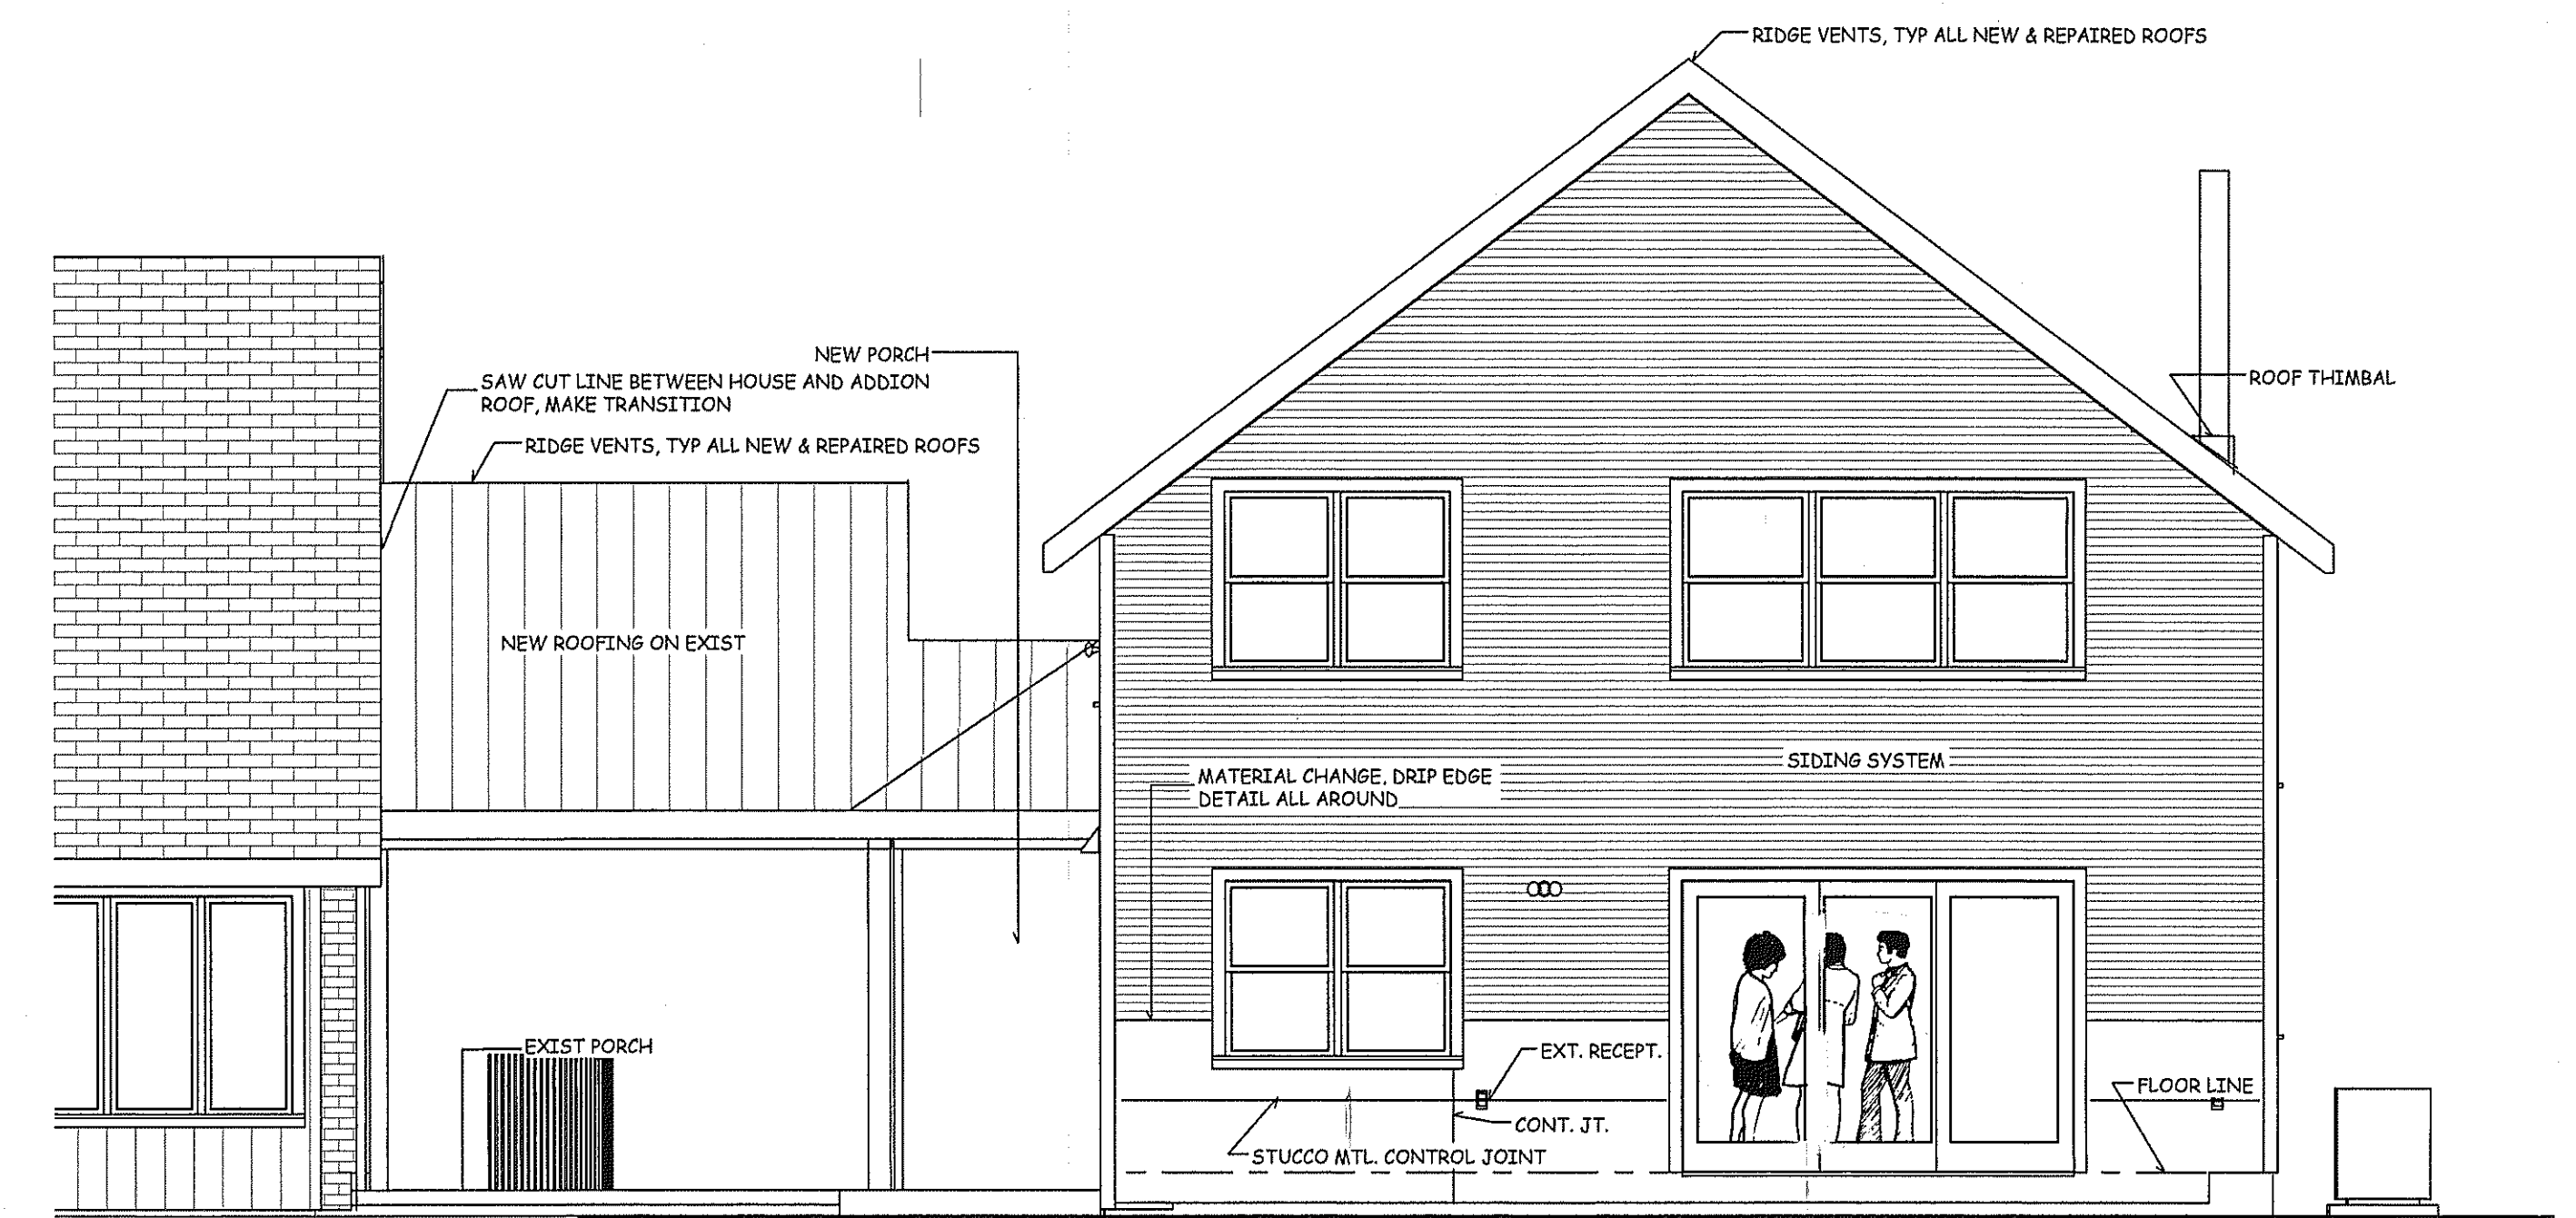 RIDGE VENTS, TYP ALL NEW & REPAIRED ROOFS
NEW PORCH
SAW CUT LINE BETWEEN HOUSE AND ADDION
ROOF, MAKE TRANSITION
ROOF THIMBAL
RIDGE VENTS, TYP ALL NEW & REPAIRED ROOFS
NEW ROOFING ON EXIST
SIDING SYSTEM
MATERIAL CHANGE, DRIP EDGE
DETAIL ALL AROUND
EXIST PORCH
EXT. RECEPT.
FLOOR LINE
CONT. JT.
STUCCO MTL. CONTROL JOINT